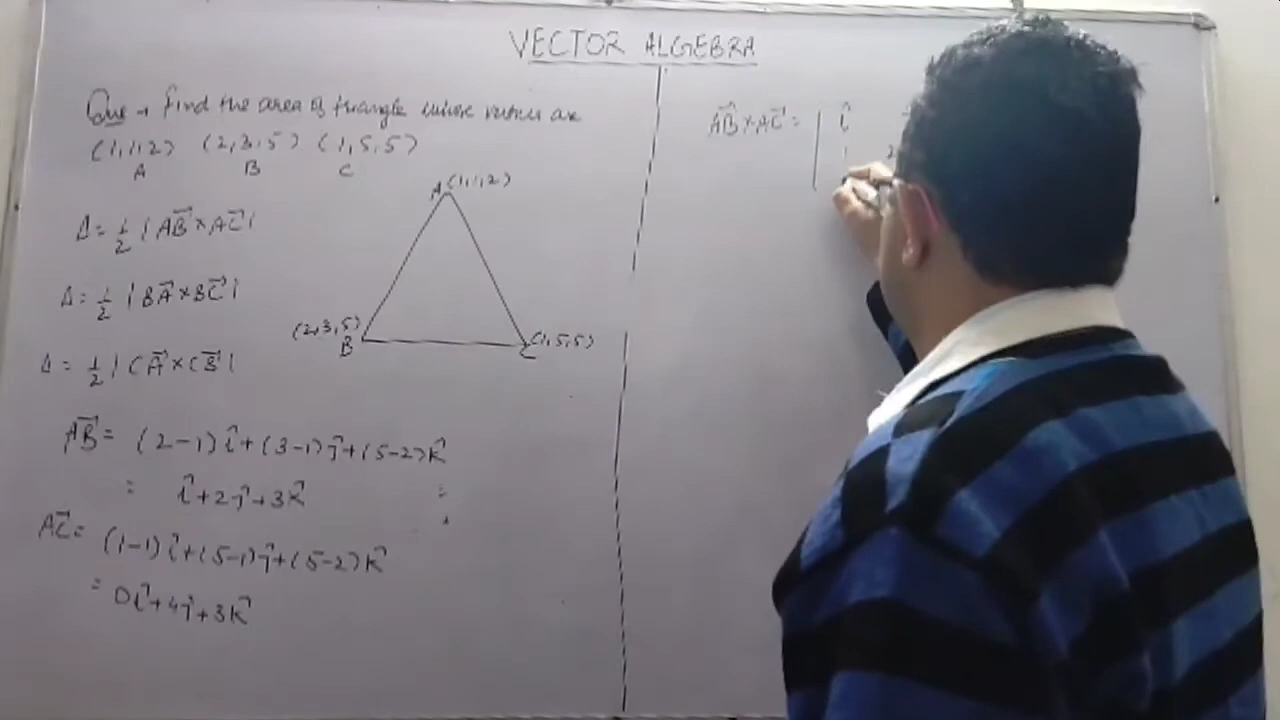 VECTOR ALGEBRA
Que → Find the area of triangle whose vertices are
(1,1,2) (2,3,5) (1,5,5)
A B C
Δ = 1/2 |AB⃗ × AC⃗|
Δ = 1/2 |BA⃗ × BC⃗|
Δ = 1/2 |CA⃗ × CB⃗|
A(1,1,2)
(2,3,5)
B
(1,5,5)
C
AB⃗ = (2-1)î + (3-1)ĵ + (5-2)k̂
= î + 2ĵ + 3k̂
=
AC⃗ = (1-1)î + (5-1)ĵ + (5-2)k̂
= 0î + 4ĵ + 3k̂
AB⃗ × AC⃗ = | î
1 2